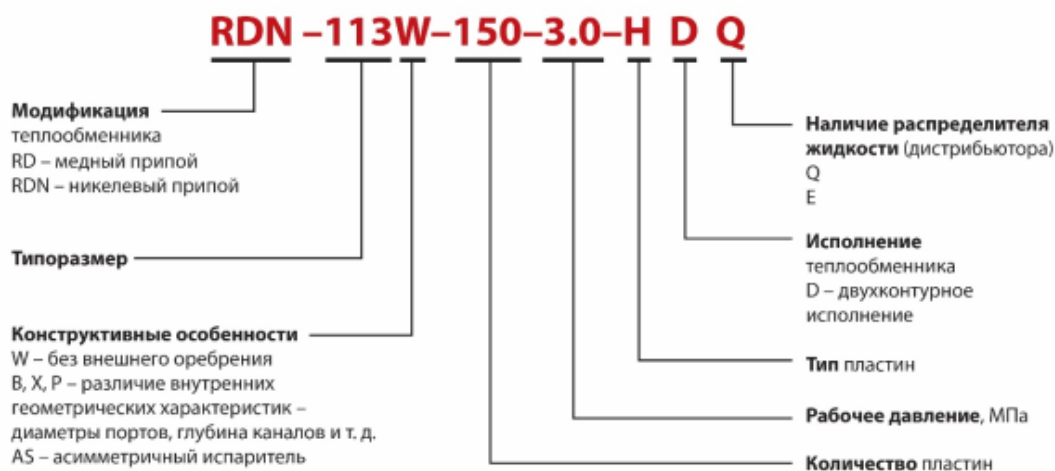 RDN –113W–150–3.0–H D Q
Модификация
теплообменника
RD – медный припой
RDN – никелевый припой
Типоразмер
Конструктивные особенности
W – без внешнего оребрения
B, X, P – различие внутренних
геометрических характеристик –
диаметры портов, глубина каналов и т. д.
AS – асимметричный испаритель
Наличие распределителя
жидкости (дистрибьютора)
Q
E
Исполнение
теплообменника
D – двухконтурное
исполнение
Тип пластин
Рабочее давление, МПа
Количество пластин